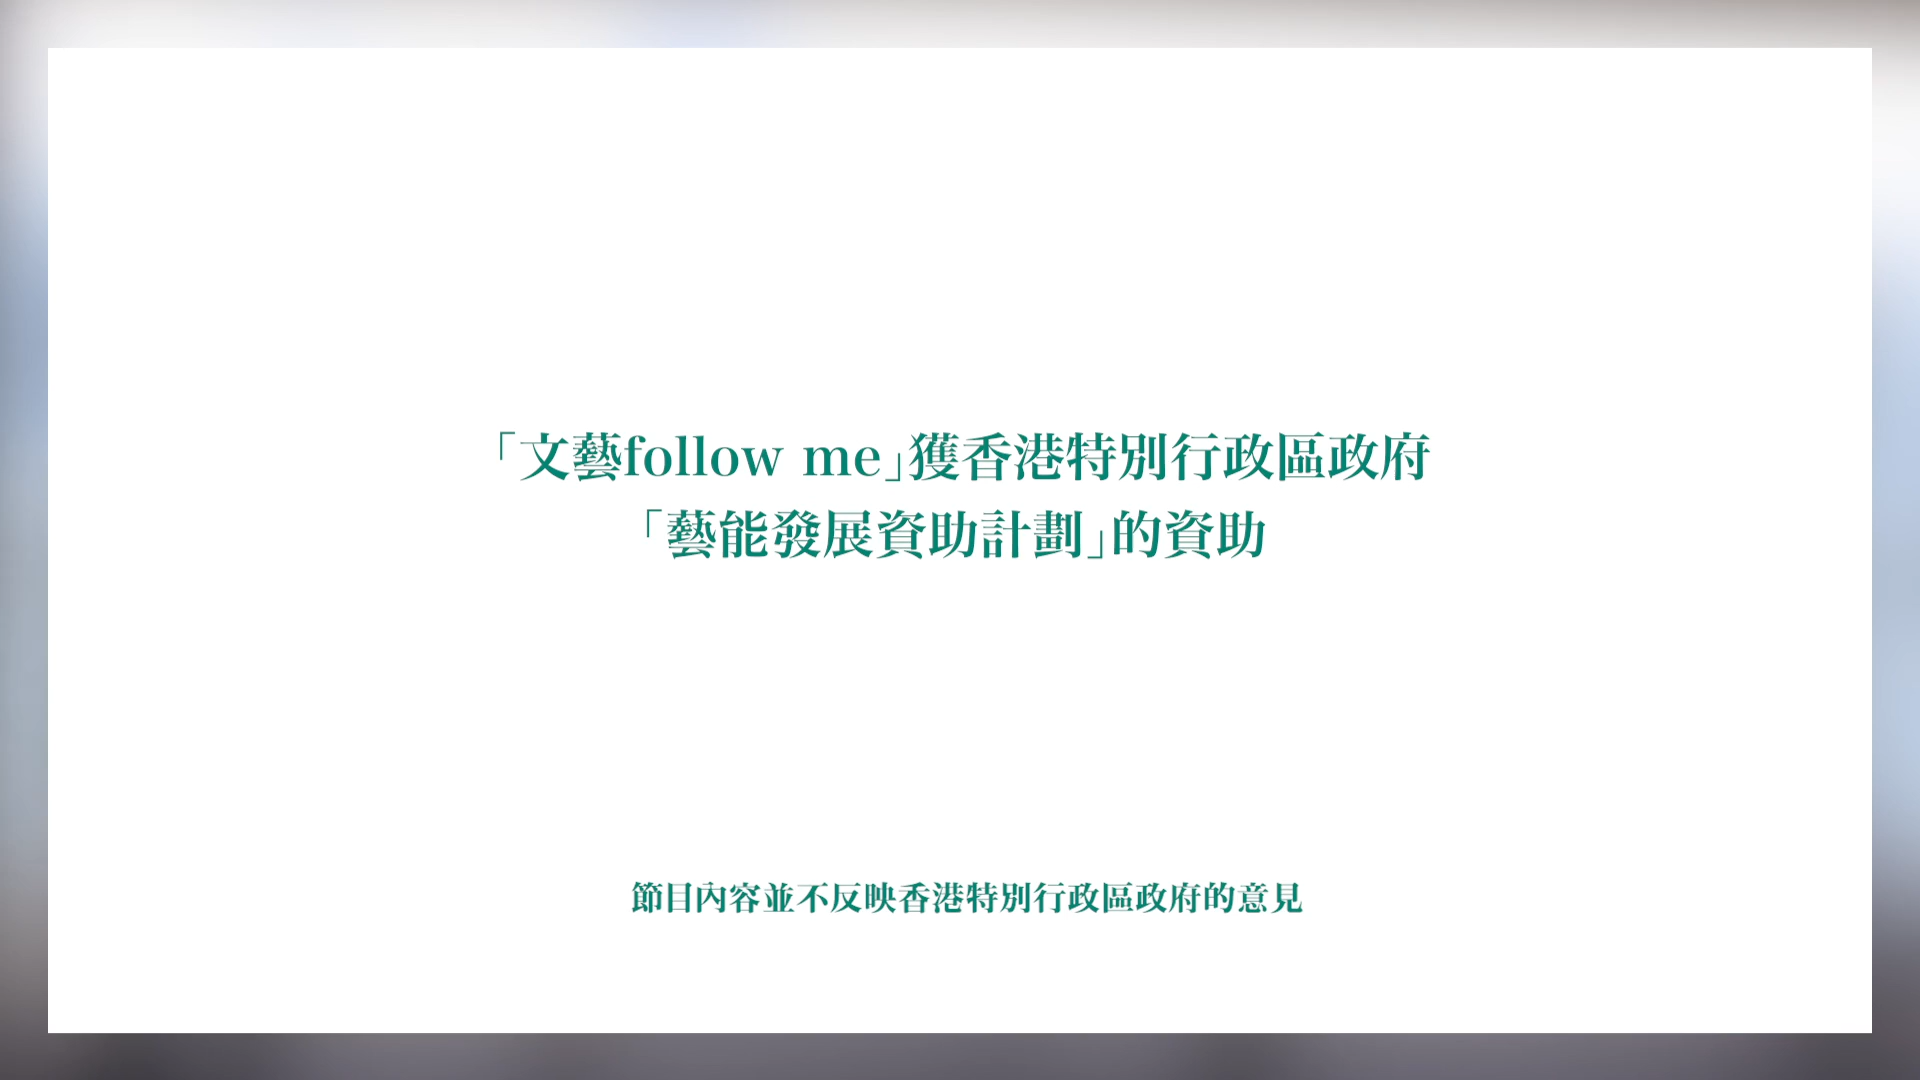 「文藝follow me」獲香港特別行政區政府
「藝能發展資助計劃」的資助
節目內容並不反映香港特別行政區政府的意見